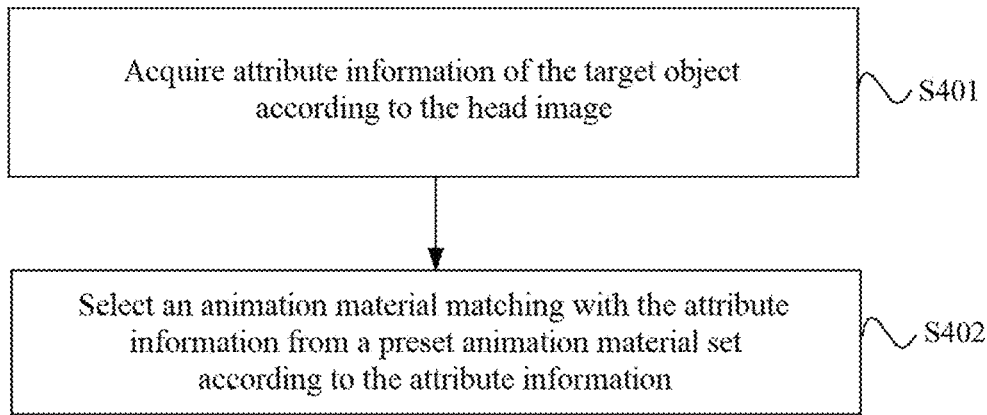 Acquire attribute information of the target object
according to the head image
S401
Select an animation material matching with the attribute
information from a preset animation material set
according to the attribute information
S402